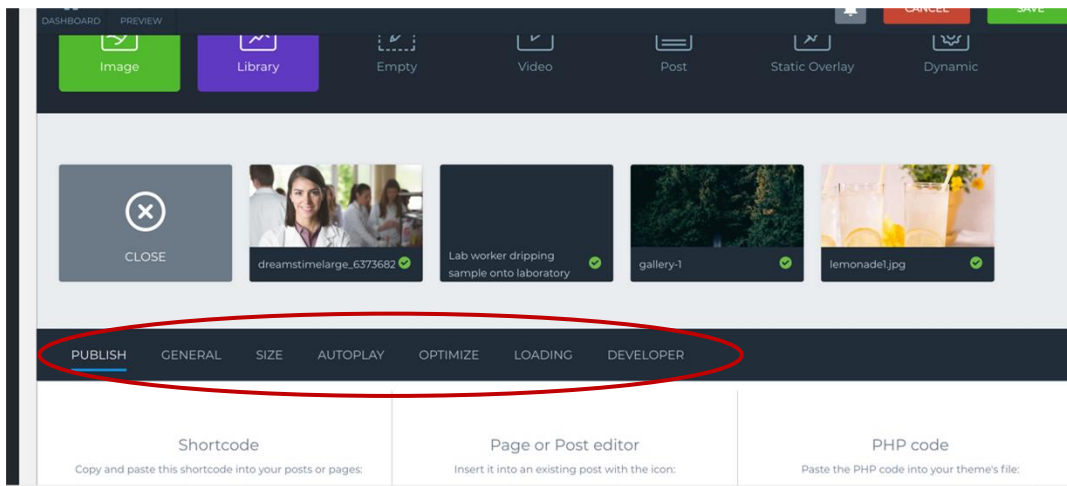 DASHBOARD PREVIEW
CANCEL SAVE
Image Library Empty Video Post Static Overlay Dynamic
CLOSE
dreamstimelarge_6373682
Lab worker dripping
sample onto laboratory
gallery-1
lemonade1.jpg
PUBLISH GENERAL SIZE AUTOPLAY OPTIMIZE LOADING DEVELOPER
Shortcode
Copy and paste this shortcode into your posts or pages:
Page or Post editor
Insert it into an existing post with the icon:
PHP code
Paste the PHP code into your theme's file: